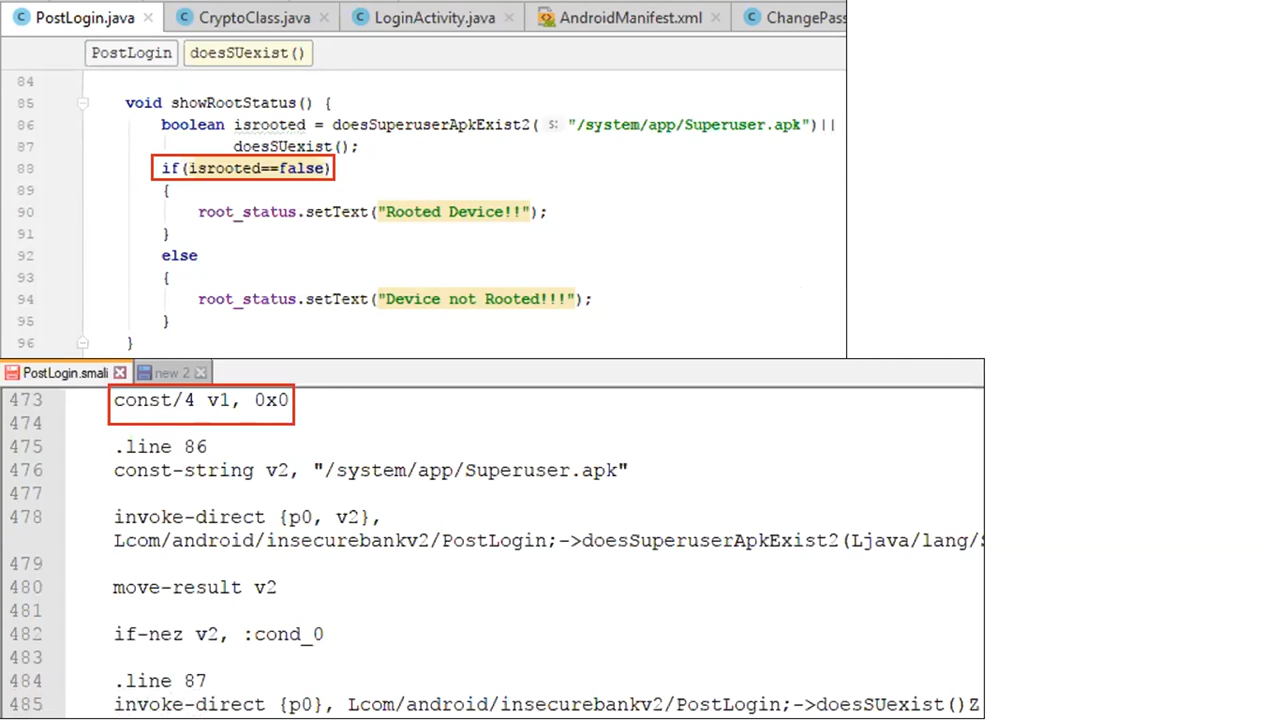 PostLogin.java CryptoClass.java LoginActivity.java AndroidManifest.xml ChangePass
PostLogin doesSUexist()
84
85 void showRootStatus() {
86 boolean isrooted = doesSuperuserApkExist2( s: "/system/app/Superuser.apk")||
87 doesSUexist();
88 if(isrooted==false)
89 {
90 root_status.setText("Rooted Device!!");
91 }
92 else
93 {
94 root_status.setText("Device not Rooted!!!");
95 }
96 }
PostLogin.smali new 2
473 const/4 v1, 0x0
474
475 .line 86
476 const-string v2, "/system/app/Superuser.apk"
477
478 invoke-direct {p0, v2},
Lcom/android/insecurebankv2/PostLogin;->doesSuperuserApkExist2(Ljava/lang/S
479
480 move-result v2
481
482 if-nez v2, :cond_0
483
484 .line 87
485 invoke-direct {p0}, Lcom/android/insecurebankv2/PostLogin;->doesSUexist()Z